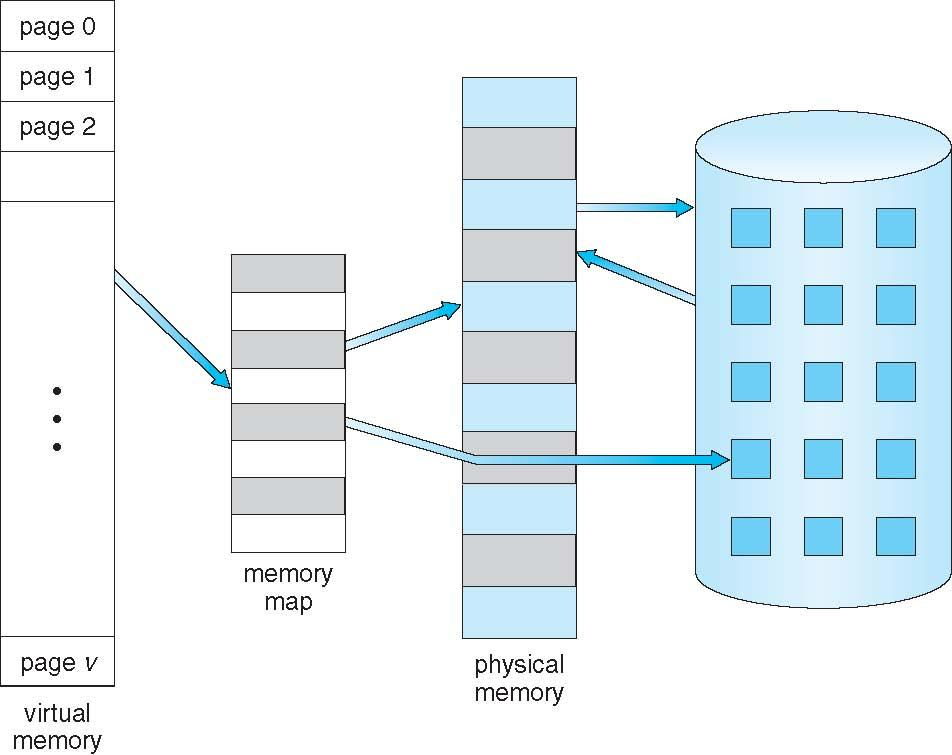 page 0
page 1
page 2
page v
virtual
memory
memory
map
physical
memory